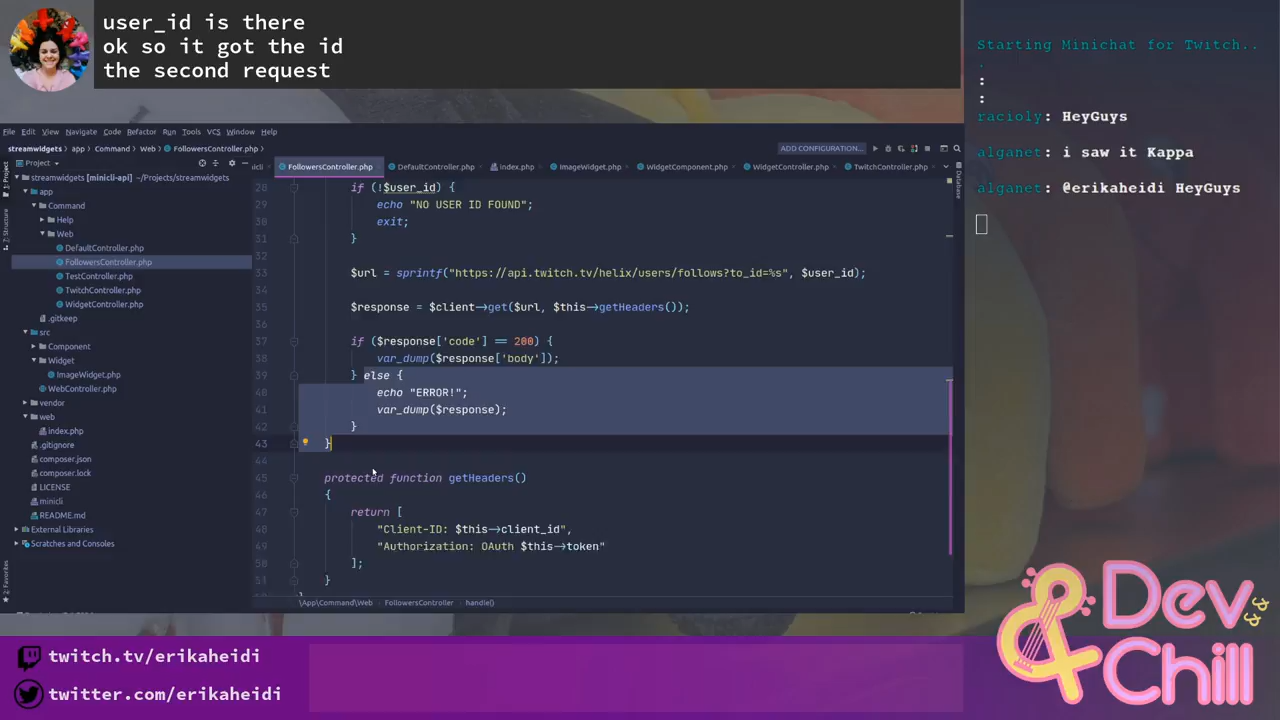 user_id is there
ok so it got the id
the second request
Starting Minichat for Twitch..
.
:
:
racioly: HeyGuys
alganet: i saw it Kappa
alganet: @erikaheidi HeyGuys
File Edit View Navigate Code Refactor Run Tools VCS Window Help
streamwidgets app Command Web FollowersController.php
ADD CONFIGURATION...
Project
FollowersController.php DefaultController.php Index.php ImageWidget.php WidgetComponent.php WidgetController.php TwitchController.php
1: Project
7: Structure
2: Favorites
Database
streamwidgets [minicli-api] ~/Projects/streamwidgets
app
Command
Help
Web
DefaultController.php
FollowersController.php
TestController.php
TwitchController.php
WidgetController.php
.gitkeep
src
Component
Widget
ImageWidget.php
WebController.php
vendor
web
index.php
.gitignore
composer.json
composer.lock
LICENSE
minicli
README.md
External Libraries
Scratches and Consoles
28 if (!$user_id) {
29 echo "NO USER ID FOUND";
30 exit;
31 }
32
33 $url = sprintf("https://api.twitch.tv/helix/users/follows?to_id=%s", $user_id);
34
35 $response = $client->get($url, $this->getHeaders());
36
37 if ($response['code'] == 200) {
38 var_dump($response['body']);
39 } else {
40 echo "ERROR!";
41 var_dump($response);
42 }
43 }
44
45 protected function getHeaders()
46 {
47 return [
48 "Client-ID: $this->client_id",
49 "Authorization: OAuth $this->token"
50 ];
51 }
\App\Command\Web FollowersController handle()
twitch.tv/erikaheidi
twitter.com/erikaheidi
Dev
&&
& Chill